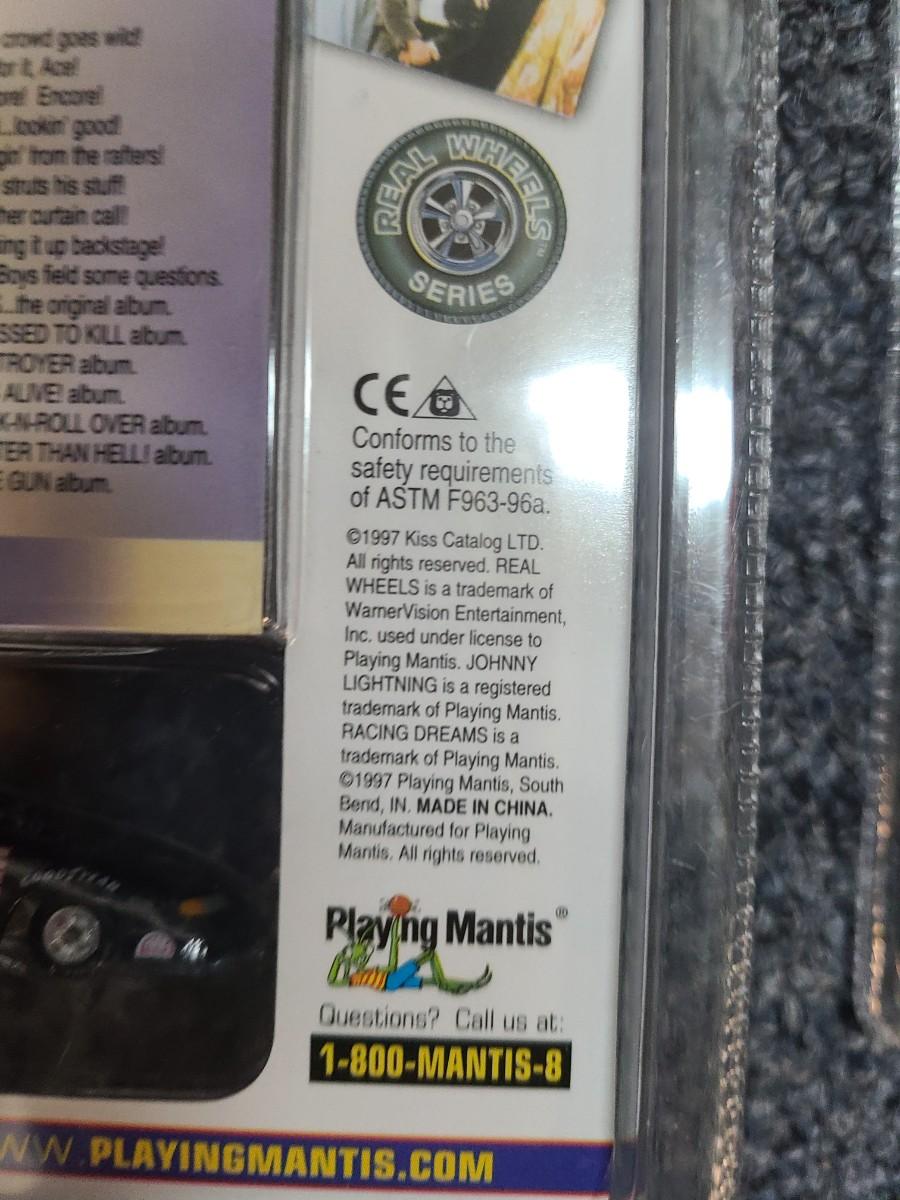 crowd goes wild!
for it, Ace!
Encore!
...lookin' good!
from the rafters!
struts his stuff!
curtain call!
it up backstage!
Boys field some questions.
...the original album.
SSED TO KILL album.
TROYER album.
ALIVE! album.
K-N-ROLL OVER album.
TER THAN HELL! album.
GUN album.
REAL WHEELS™
SERIES
CE
Conforms to the
safety requirements
of ASTM F963-96a.
©1997 Kiss Catalog LTD.
All rights reserved. REAL
WHEELS is a trademark of
WarnerVision Entertainment,
Inc. used under license to
Playing Mantis. JOHNNY
LIGHTNING is a registered
trademark of Playing Mantis.
RACING DREAMS is a
trademark of Playing Mantis.
©1997 Playing Mantis, South
Bend, IN. MADE IN CHINA.
Manufactured for Playing
Mantis. All rights reserved.
GOODYEAR
Playing Mantis®
Questions? Call us at:
1-800-MANTIS-8
WW.PLAYINGMANTIS.COM